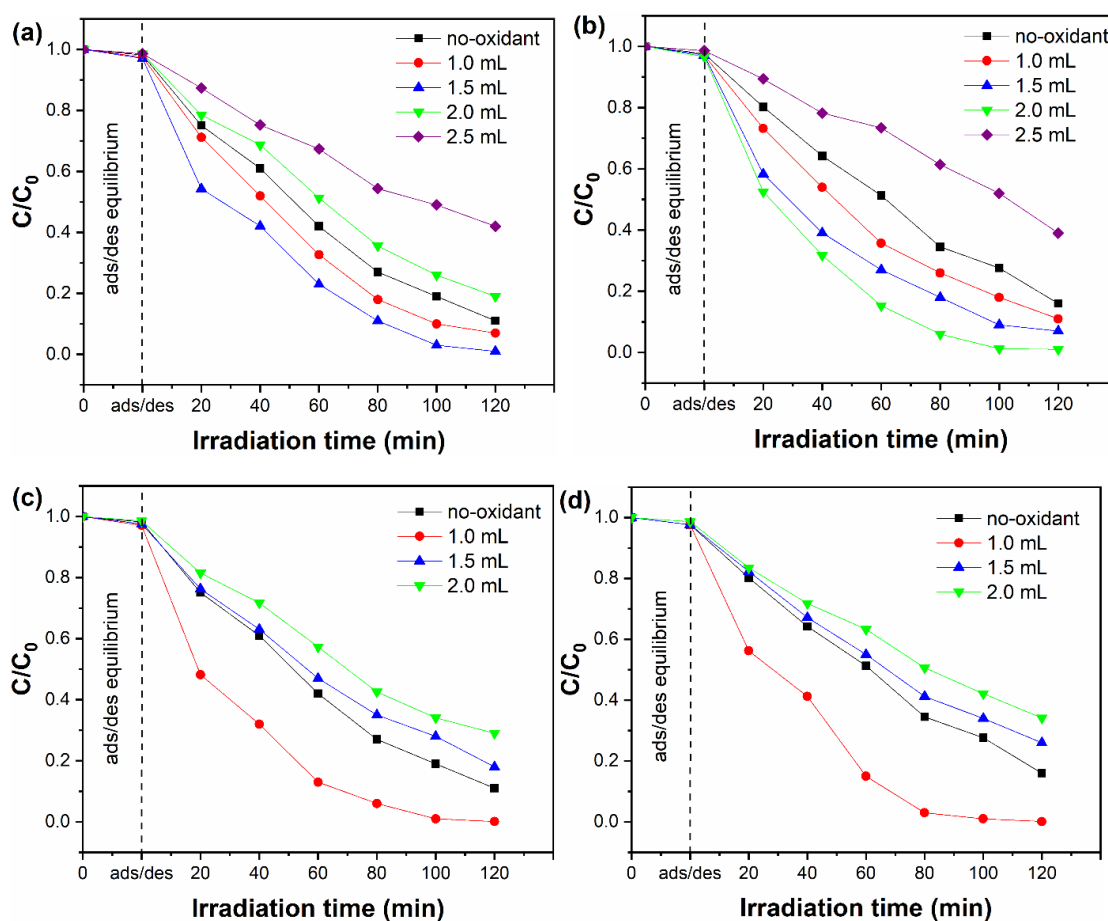 (a)
no-oxidant
1.0 mL
1.5 mL
2.0 mL
2.5 mL
1.0
0.8
0.6
0.4
0.2
0.0
C/C0
ads/des equilibrium
0 ads/des 20 40 60 80 100 120
Irradiation time (min)
(b)
no-oxidant
1.0 mL
1.5 mL
2.0 mL
2.5 mL
1.0
0.8
0.6
0.4
0.2
0.0
C/C0
ads/des equilibrium
0 ads/des 20 40 60 80 100 120
Irradiation time (min)
(c)
no-oxidant
1.0 mL
1.5 mL
2.0 mL
1.0
0.8
0.6
0.4
0.2
0.0
C/C0
ads/des equilibrium
0 ads/des 20 40 60 80 100 120
Irradiation time (min)
(d)
no-oxidant
1.0 mL
1.5 mL
2.0 mL
1.0
0.8
0.6
0.4
0.2
0.0
C/C0
ads/des equilibrium
0 ads/des 20 40 60 80 100 120
Irradiation time (min)